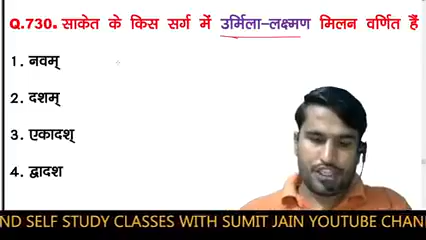 Q.730. साकेत के किस सर्ग में उर्मिला-लक्ष्मण मिलन वर्णित हैं
1. नवम्
2. दशम्
3. एकादश्
4. द्वादश
ND SELF STUDY CLASSES WITH SUMIT JAIN YOUTUBE CHAN